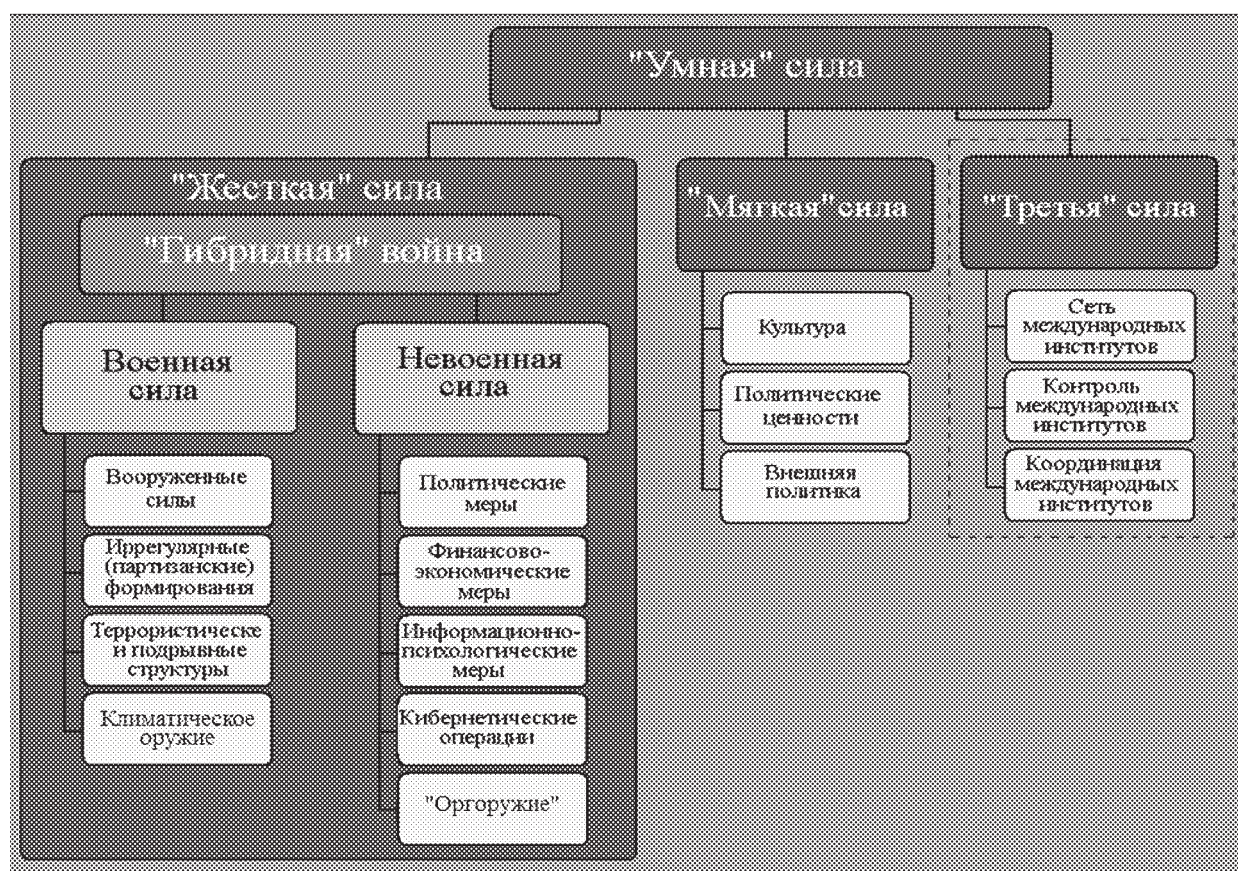 "Умная" сила
"Жесткая" сила
"Гибридная" война
Военная
сила
Вооруженные
силы
Иррегулярные
(партизанские)
формирования
Террористическе
и подрывные
структуры
Климатическое
оружие
Невоенная
сила
Политические
меры
Финансово-
экономические
меры
Информационно-
психологические
меры
Кибернетические
операции
"Оргоружие"
"Мягкая"сила
Культура
Политические
ценности
Внешняя
политика
"Третья" сила
Сеть
международных
институтов
Контроль
международных
институтов
Координация
международных
институтов